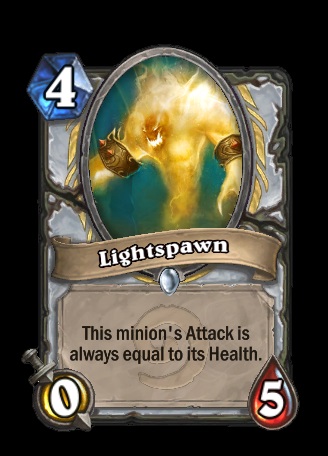 4
Lightspawn
This minion's Attack is
always equal to its Health.
0
5